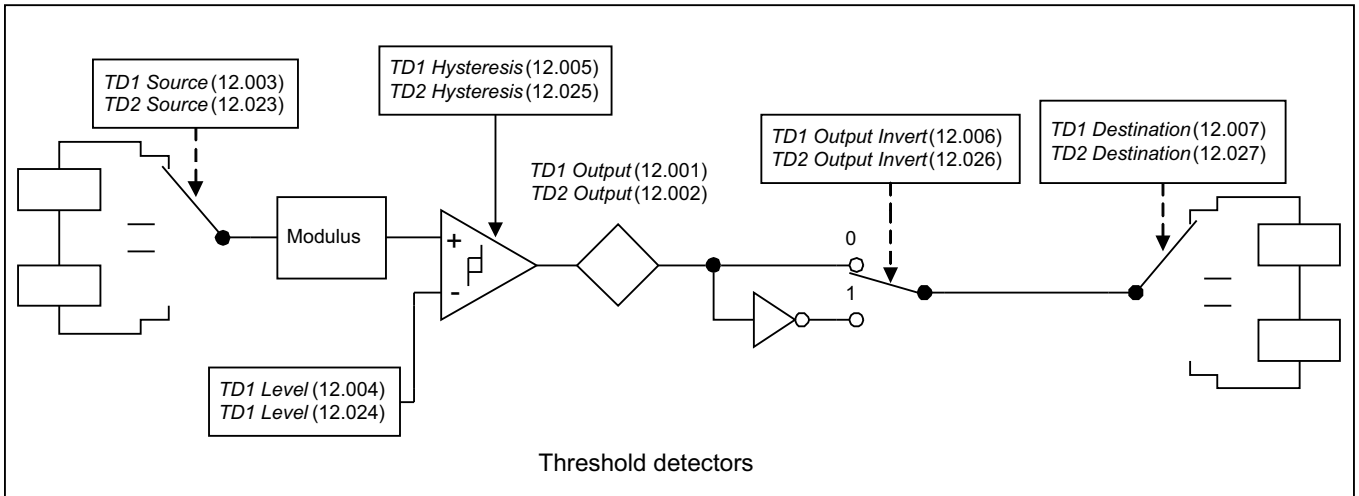 TD1 Source (12.003)
TD2 Source (12.023)
TD1 Hysteresis (12.005)
TD2 Hysteresis (12.025)
TD1 Output (12.001)
TD2 Output (12.002)
TD1 Output Invert (12.006)
TD2 Output Invert (12.026)
TD1 Destination (12.007)
TD2 Destination (12.027)
Modulus
+
-
0
1
TD1 Level (12.004)
TD1 Level (12.024)
Threshold detectors